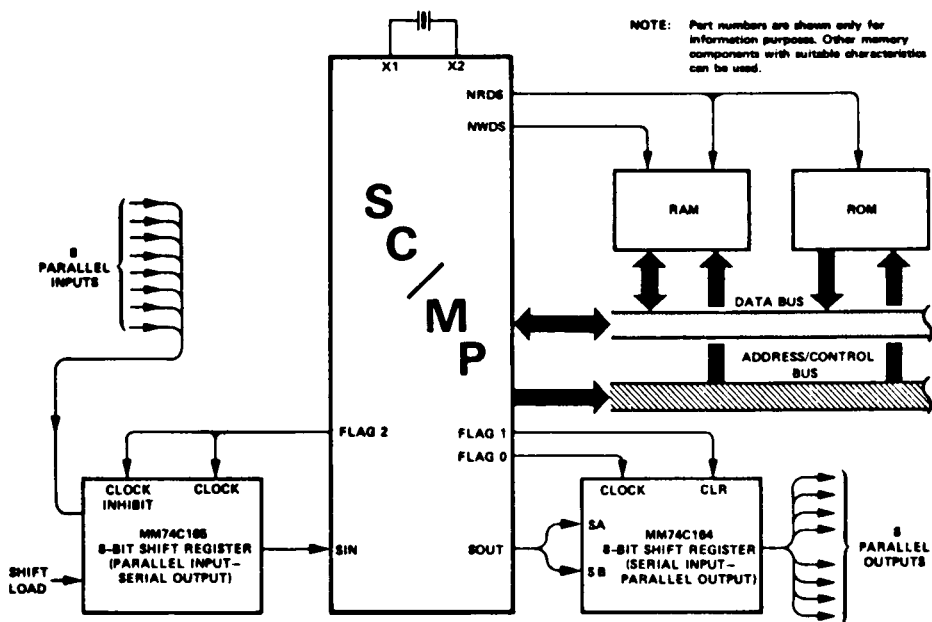 NOTE: Part numbers are shown only for
information purposes. Other memory
components with suitable characteristics
can be used.
X1 X2
NRDS
NWDS
SC/MP
RAM
ROM
8
PARALLEL
INPUTS
DATA BUS
ADDRESS/CONTROL
BUS
FLAG 2
FLAG 1
FLAG 0
CLOCK
INHIBIT
CLOCK
MM74C165
8-BIT SHIFT REGISTER
(PARALLEL INPUT–
SERIAL OUTPUT)
SHIFT
LOAD
SIN
SOUT
CLOCK
CLR
SA
SB
MM74C164
8-BIT SHIFT REGISTER
(SERIAL INPUT–
PARALLEL OUTPUT)
8
PARALLEL
OUTPUTS